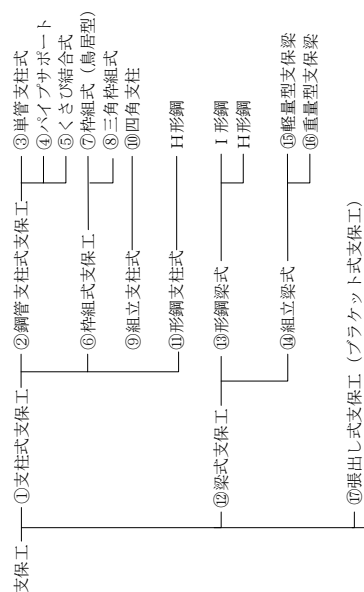 支保工
①支柱式支保工
②鋼管支柱式支保工
③単管支柱式
④パイプサポート
⑤くさび結合式
⑥枠組式支保工
⑦枠組式（鳥居型）
⑧三角枠組式
⑨組立支柱式
⑩四角支柱
⑪形鋼支柱式
H形鋼
⑫梁式支保工
⑬形鋼梁式
I形鋼
H形鋼
⑭組立梁式
⑮軽量型支保梁
⑯重量型支保梁
⑰張出し式支保工（ブラケット式支保工）